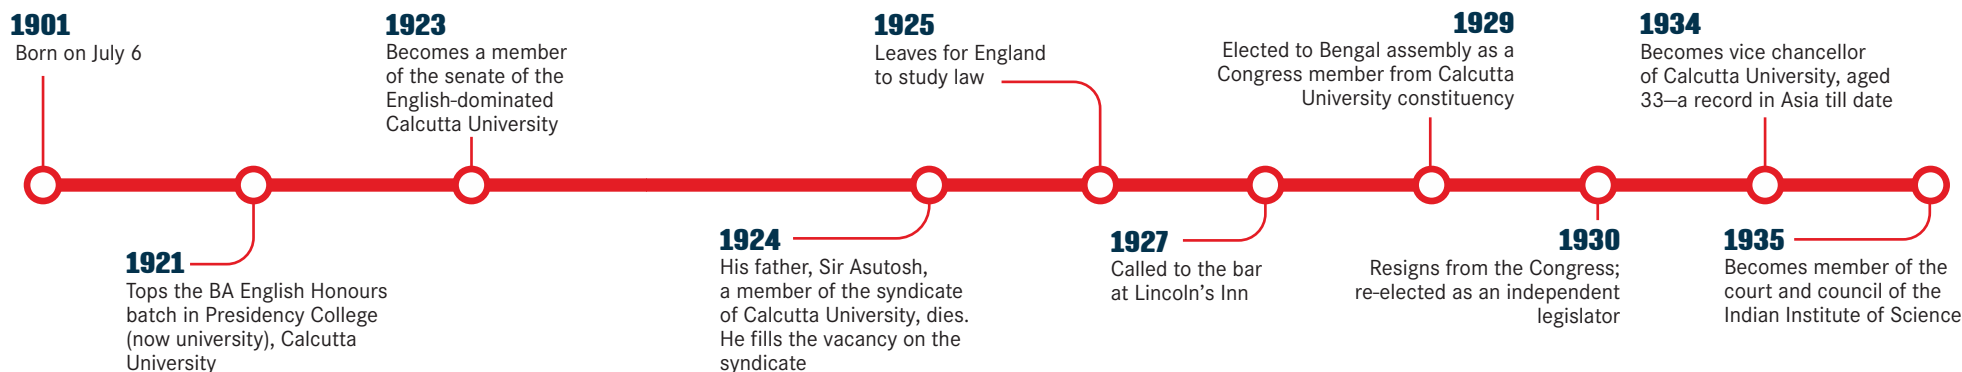 1901
Born on July 6
1921
Tops the BA English Honours
batch in Presidency College
(now university), Calcutta
University
1923
Becomes a member
of the senate of the
English-dominated
Calcutta University
1924
His father, Sir Asutosh,
a member of the syndicate
of Calcutta University, dies.
He fills the vacancy on the
syndicate
1925
Leaves for England
to study law
1927
Called to the bar
at Lincoln’s Inn
1929
Elected to Bengal assembly as a
Congress member from Calcutta
University constituency
1930
Resigns from the Congress;
re-elected as an independent
legislator
1934
Becomes vice chancellor
of Calcutta University, aged
33—a record in Asia till date
1935
Becomes member of the
court and council of the
Indian Institute of Science